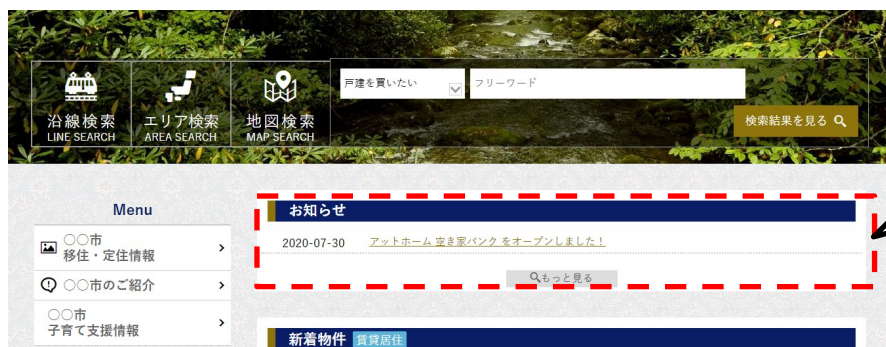 戸建を買いたい
フリーワード
沿線検索
LINE SEARCH
エリア検索
AREA SEARCH
地図検索
MAP SEARCH
検索結果を見る
Menu
○○市
移住・定住情報
○○市のご紹介
○○市
子育て支援情報
お知らせ
2020-07-30 アットホーム 空き家バンク をオープンしました!
もっと見る
新着物件 賃貸居住